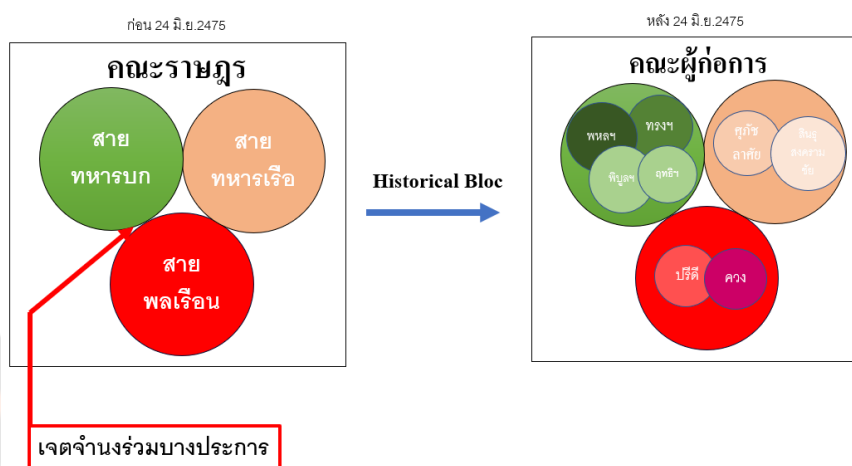 ก่อน 24 มิ.ย.2475
คณะราษฎร
สาย
ทหารบก
สาย
ทหารเรือ
สาย
พลเรือน
เจตจำนงร่วมบางประการ
Historical Bloc
หลัง 24 มิ.ย.2475
คณะผู้ก่อการ
พหลฯ
ทรงฯ
พิบูลฯ
ฤทธิฯ
ศุภัช
ลาศัย
สินธุ
สงคราม
ชัย
ปรีดี
ควง